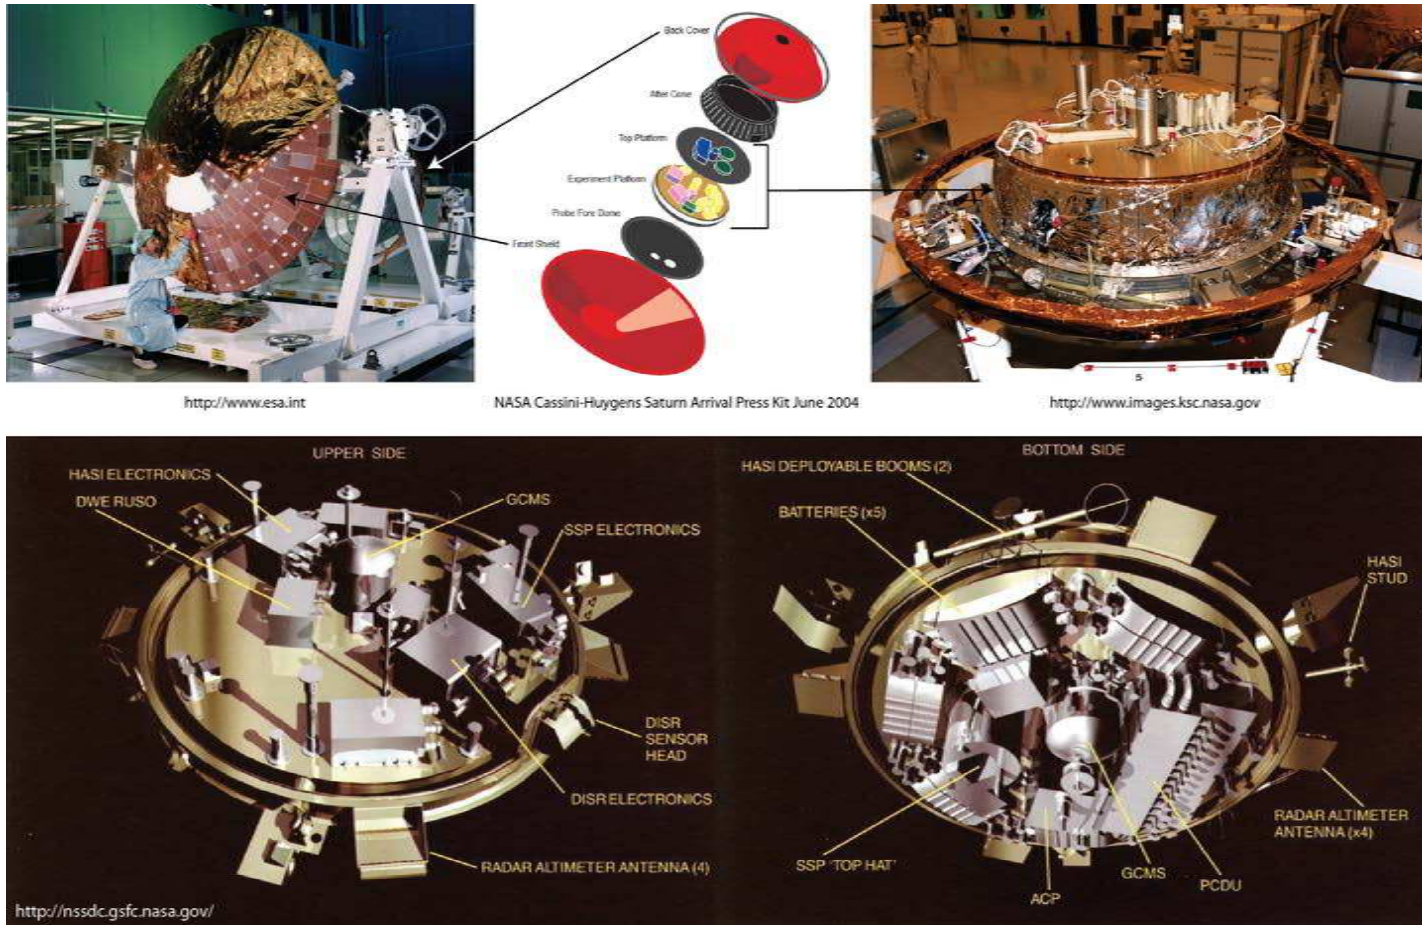 Back Cover
After Cone
Top Platform
Experiment Platform
Probe Fore Dome
Front Shield
5
http://www.esa.int
NASA Cassini-Huygens Saturn Arrival Press Kit June 2004
http://www.images.ksc.nasa.gov
UPPER SIDE
HASI ELECTRONICS
DWE RUSO
GCMS
SSP ELECTRONICS
DISR
SENSOR
HEAD
DISR ELECTRONICS
RADAR ALTIMETER ANTENNA (4)
http://nssdc.gsfc.nasa.gov/
BOTTOM SIDE
HASI DEPLOYABLE BOOMS (2)
BATTERIES (x5)
HASI
STUD
RADAR ALTIMETER
ANTENNA (x4)
SSP 'TOP HAT'
ACP
GCMS
PCDU